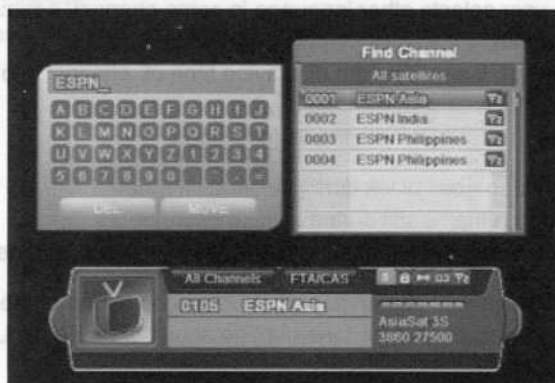 ESPN_
A B C D E F G H I J
K L M N O P Q R S T
U V W X Y Z 1 2 3 4
5 6 7 8 9 0 - =
DEL MOVE
Find Channel
All satellites
0001 ESPN Asia
0002 ESPN India
0003 ESPN Philippines
0004 ESPN Philippines
All Channels FTA/CAS
0105 ESPN Asia
AsiaSat 3S
3860 27500